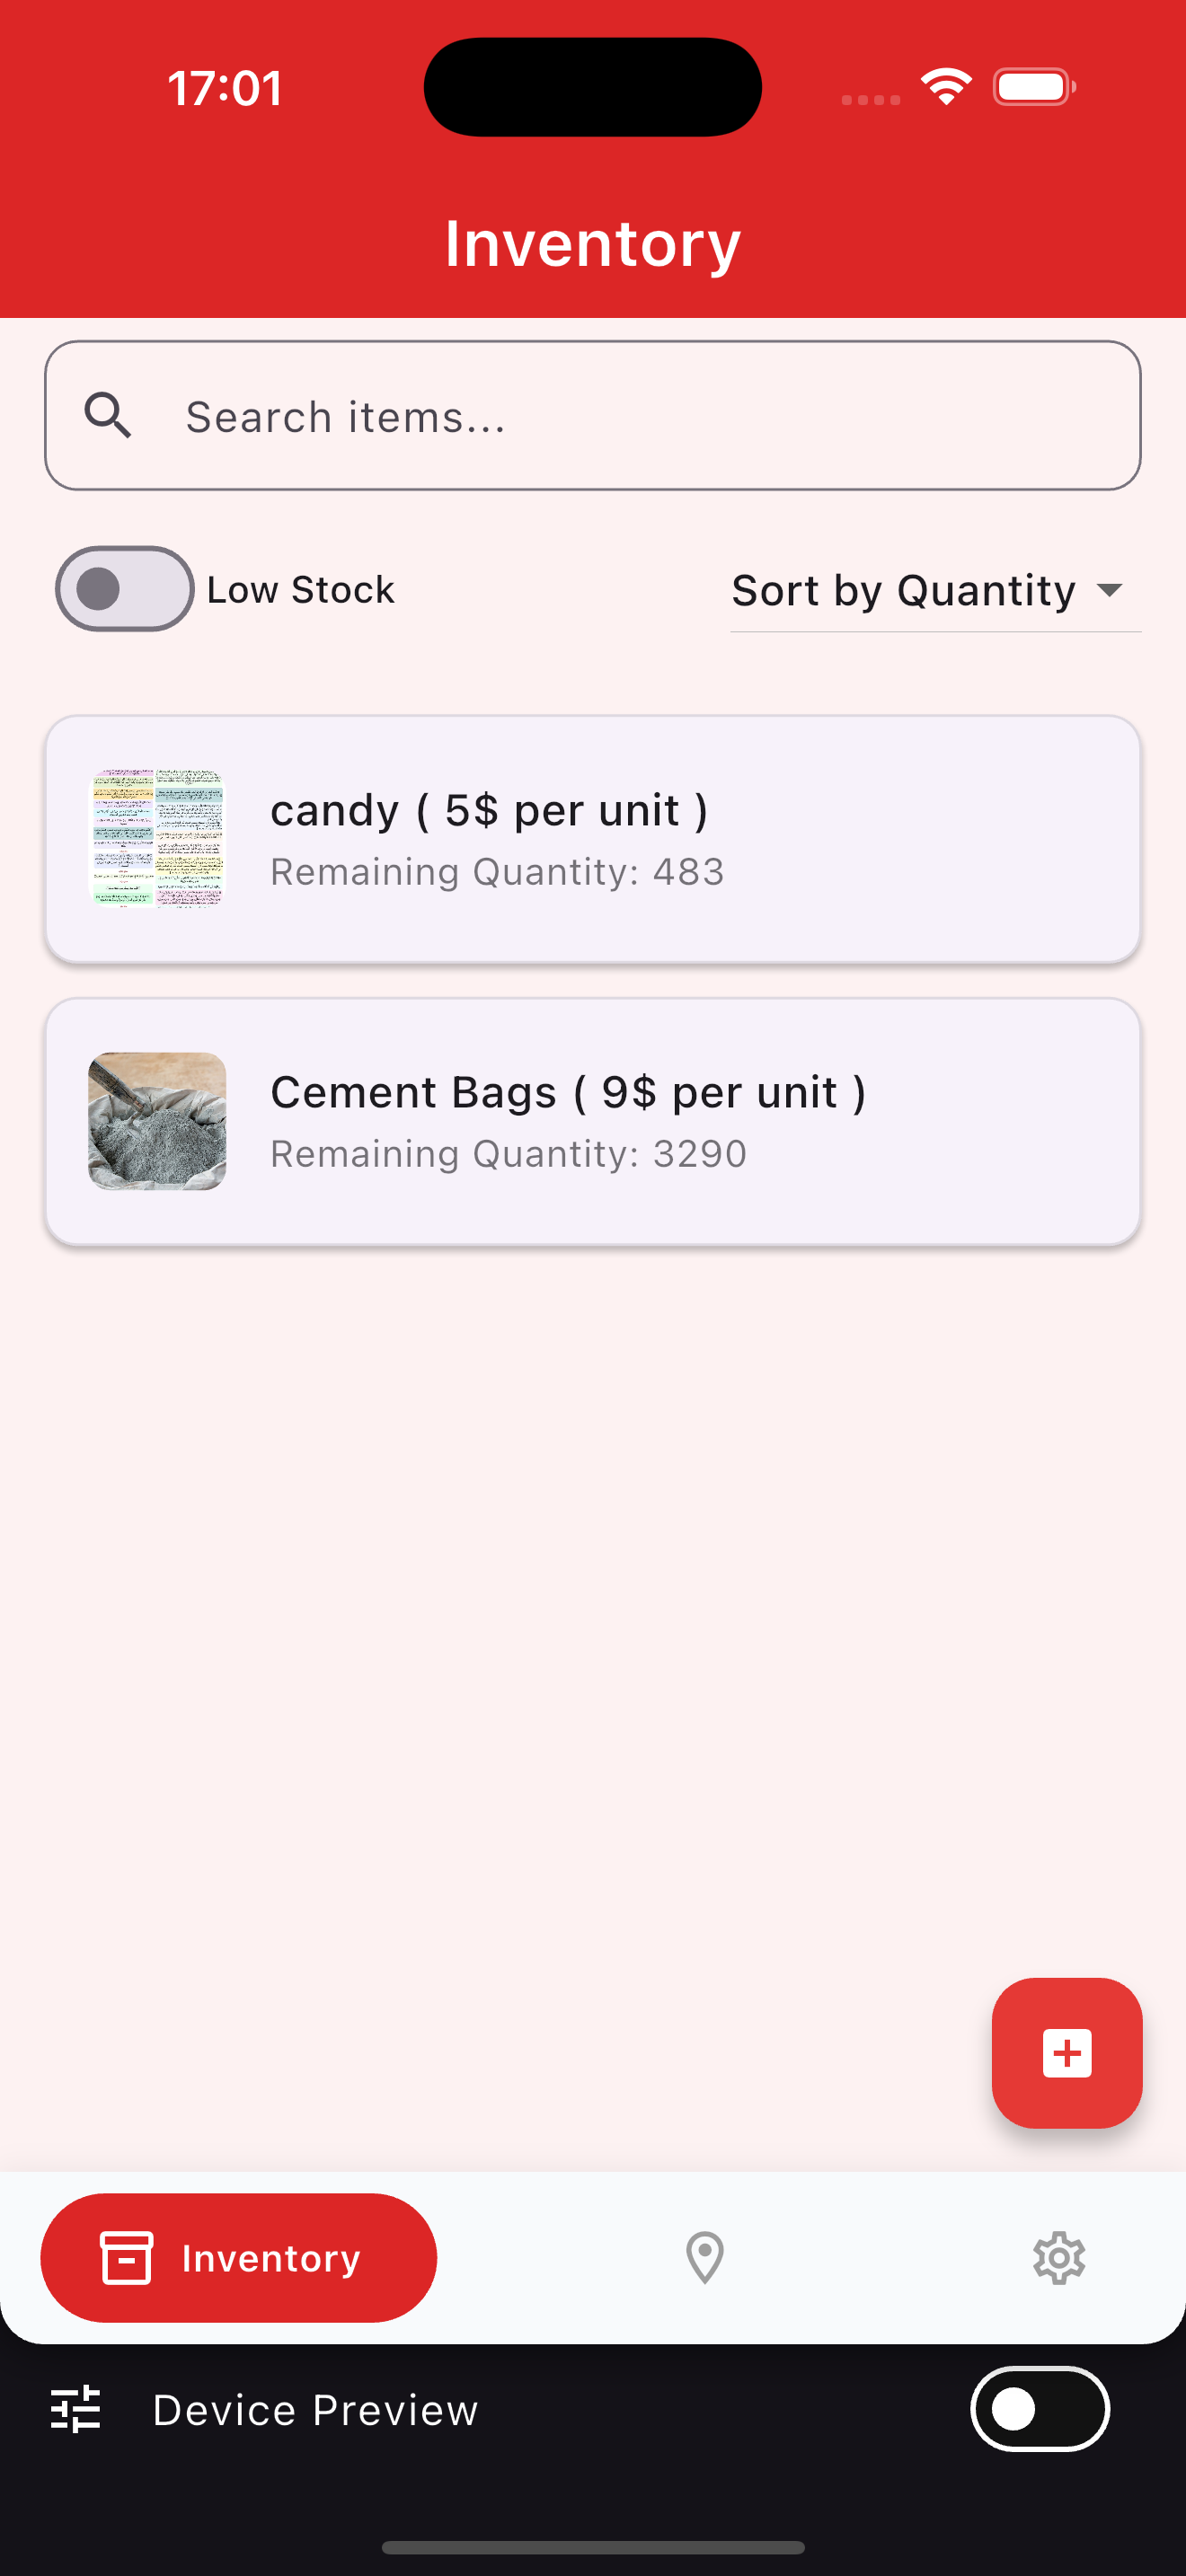 17:01
Inventory
Search items...
Low Stock
Sort by Quantity
candy ( 5$ per unit )
Remaining Quantity: 483
Cement Bags ( 9$ per unit )
Remaining Quantity: 3290
Inventory
Device Preview